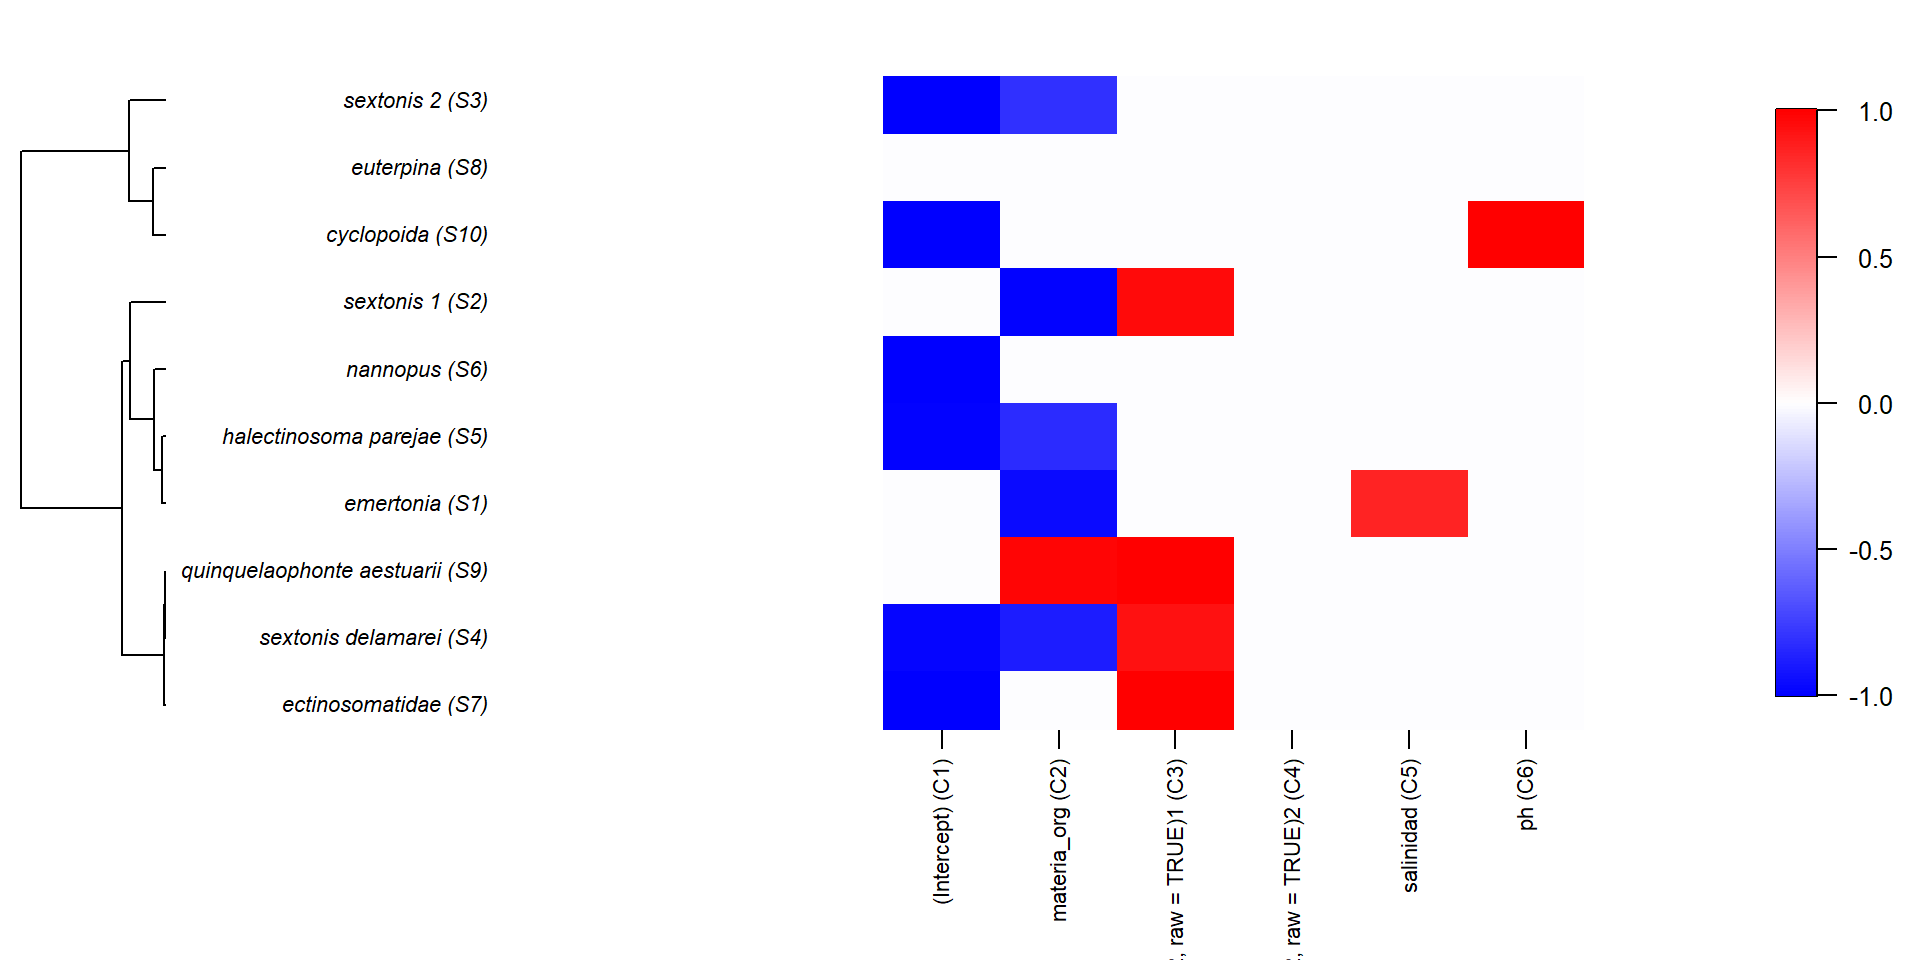 sextonis 2 (S3)
euterpina (S8)
cyclopoida (S10)
sextonis 1 (S2)
nannopus (S6)
halectinosoma parejae (S5)
emertonia (S1)
quinquelaophonte aestuarii (S9)
sextonis delamarei (S4)
ectinosomatidae (S7)
(Intercept) (C1)
materia_org (C2)
, raw = TRUE)1 (C3)
, raw = TRUE)2 (C4)
salinidad (C5)
ph (C6)
1.0
0.5
0.0
-0.5
-1.0